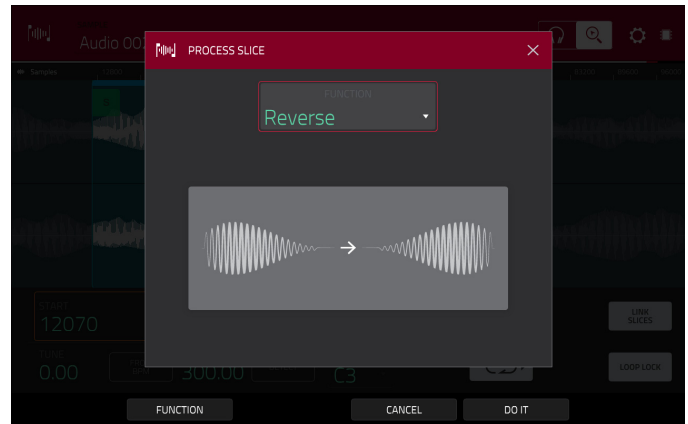 Audio 002
PROCESS SLICE
Samples
FUNCTION
Reverse
START
12070
LINK
SLICES
TUNE
0.00
300.00
C3
LOOP LOCK
FUNCTION
CANCEL
DO IT